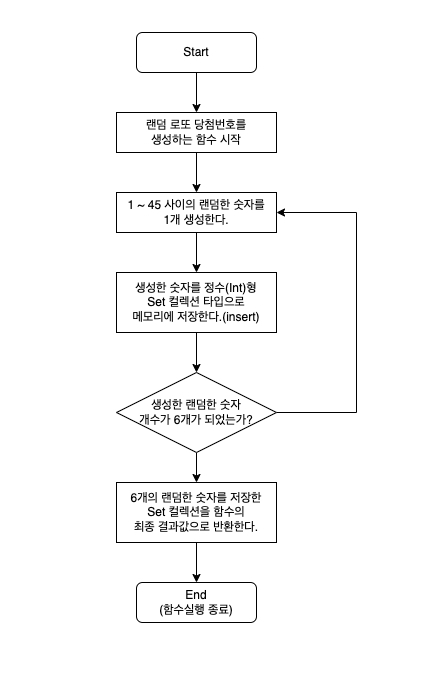 Start
랜덤 로또 당첨번호를
생성하는 함수 시작
1 ~ 45 사이의 랜덤한 숫자를
1개 생성한다.
생성한 숫자를 정수(Int)형
Set 컬렉션 타입으로
메모리에 저장한다.(insert)
생성한 랜덤한 숫자
개수가 6개가 되었는가?
6개의 랜덤한 숫자를 저장한
Set 컬렉션을 함수의
최종 결과값으로 반환한다.
End
(함수실행 종료)